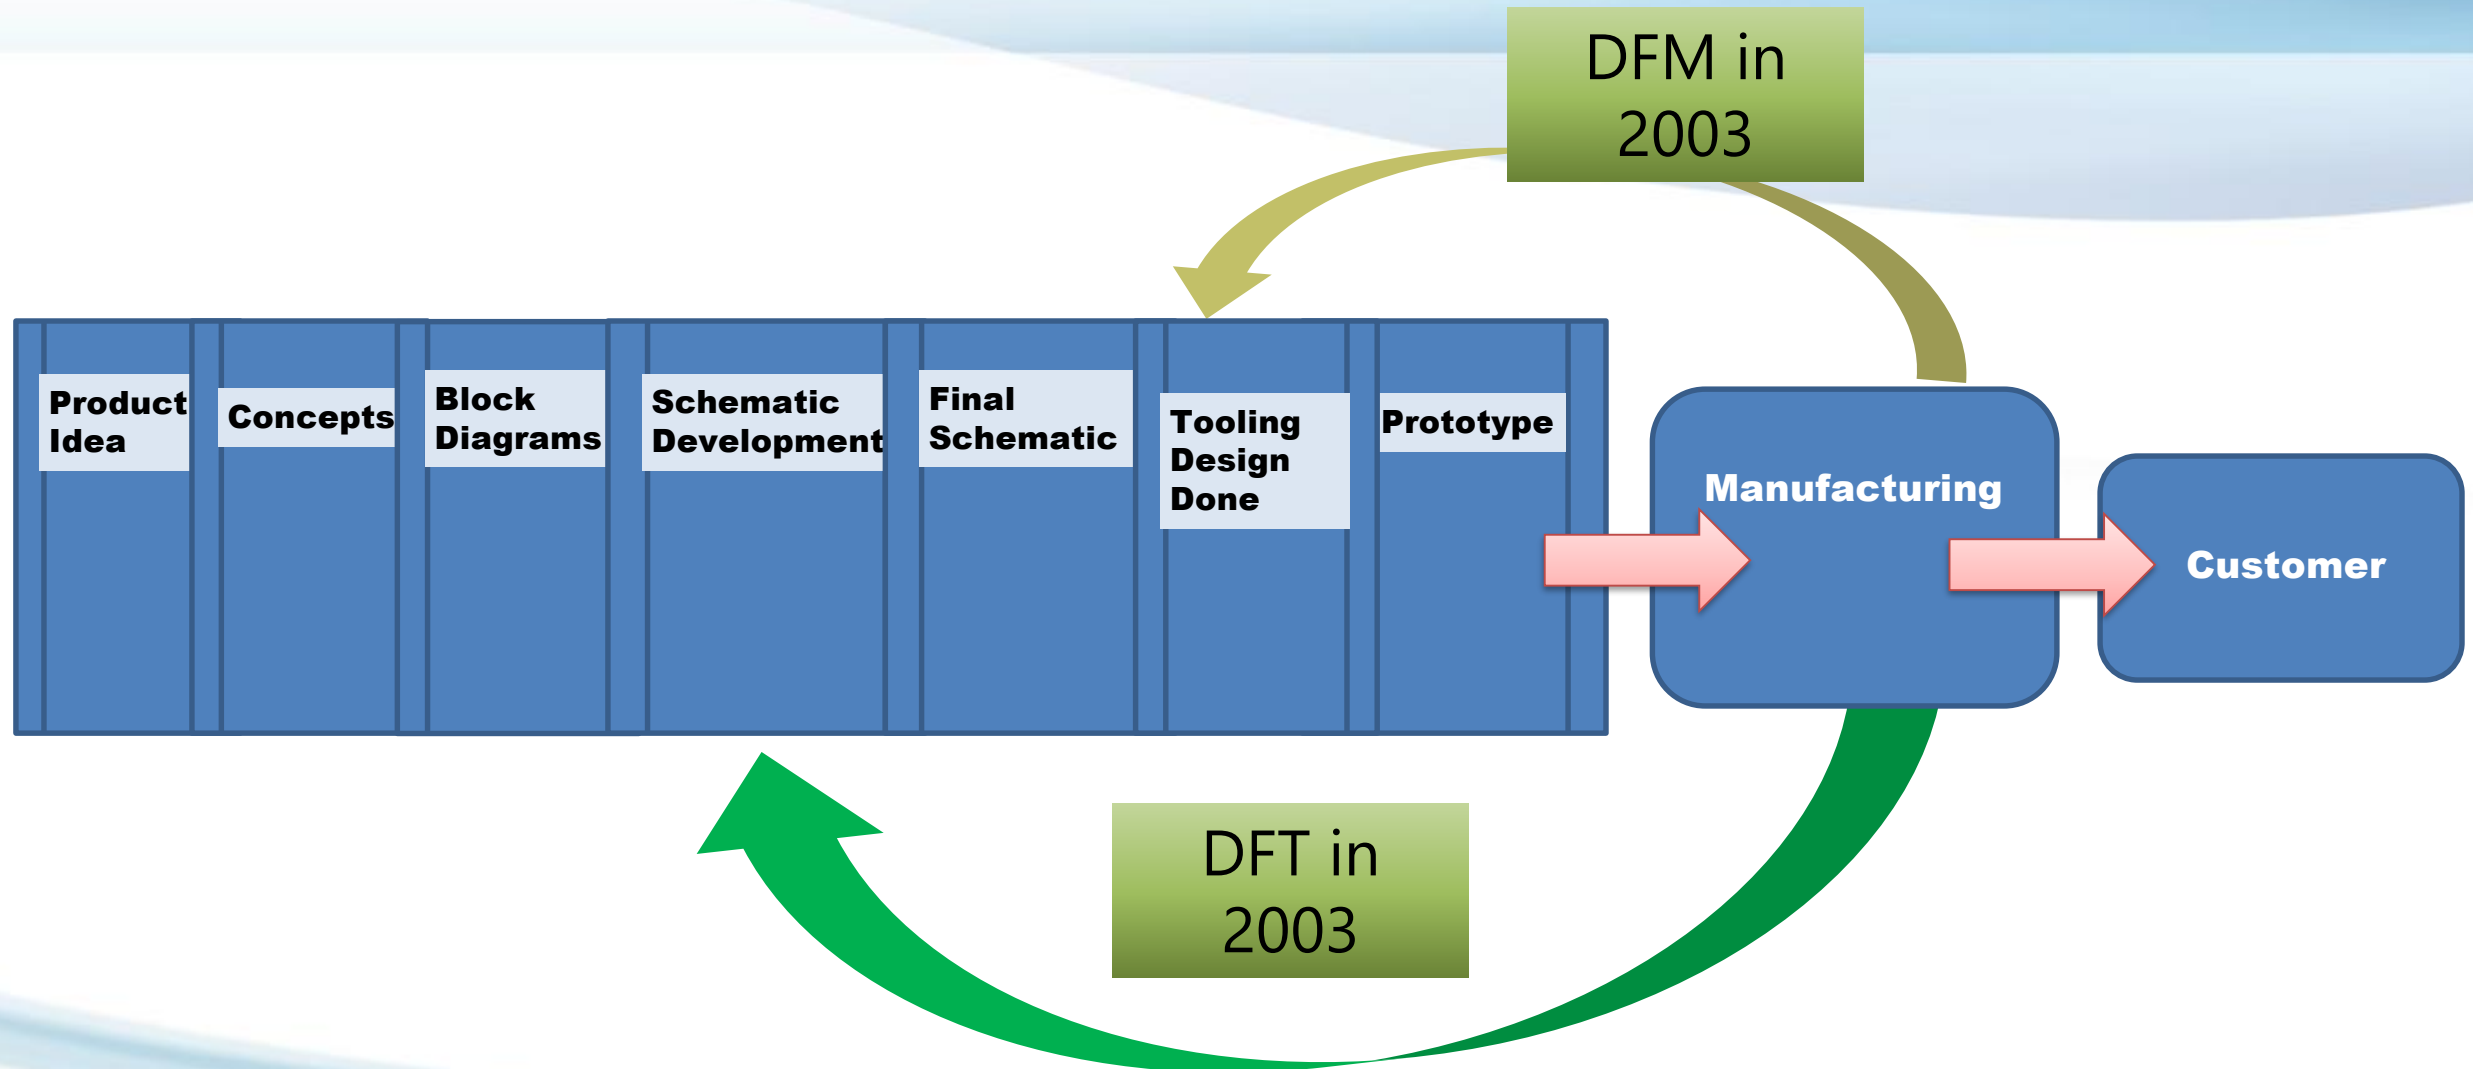 DFM in
2003
Product
Idea
Concepts
Block
Diagrams
Schematic
Development
Final
Schematic
Tooling
Design
Done
Prototype
Manufacturing
Customer
DFT in
2003